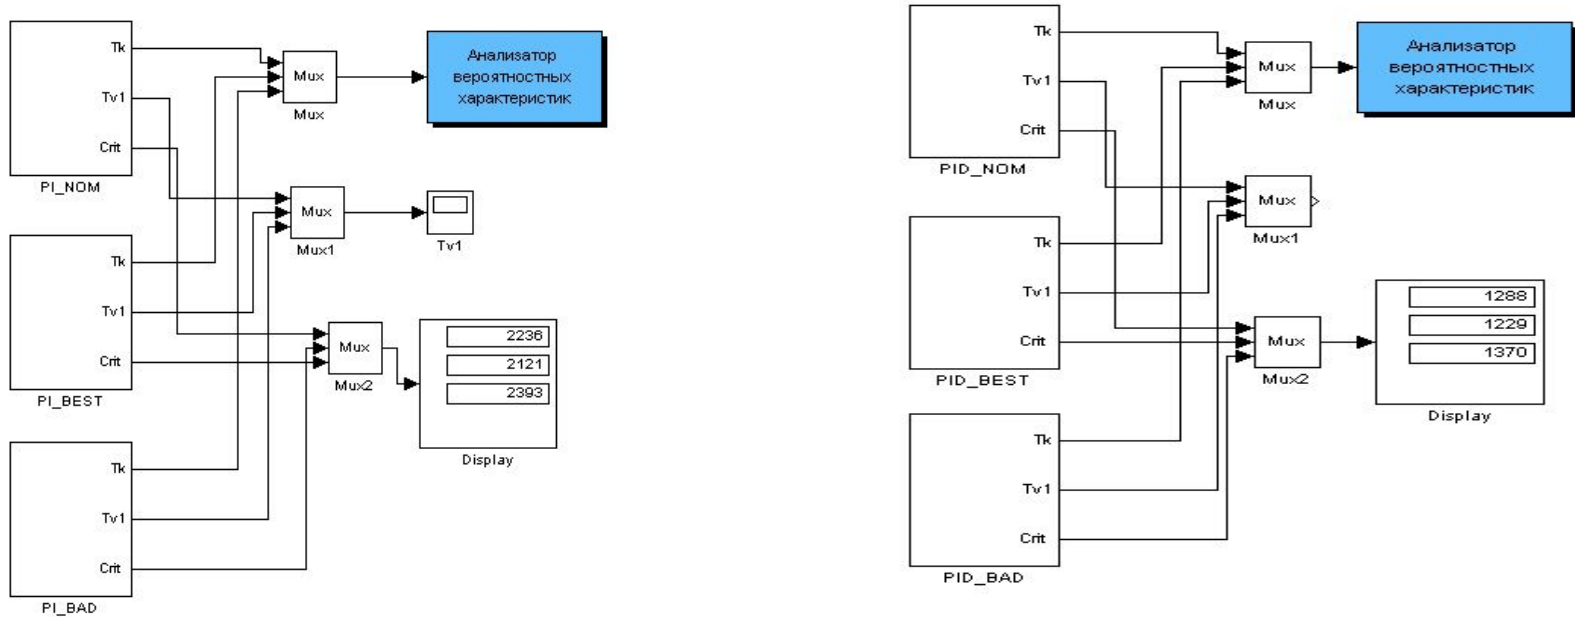 Tk
Tv1
Crit
PI_NOM
Mux
Mux
Анализатор
вероятностных
характеристик
Mux
Mux1
Tv1
Tk
Tv1
Crit
PI_BEST
Mux
Mux2
2236
2121
2393
Display
Tk
Tv1
Crit
PI_BAD
Tk
Tv1
Crit
PID_NOM
Mux
Mux
Анализатор
вероятностных
характеристик
Mux
Mux1
Tk
Tv1
Crit
PID_BEST
Mux
Mux2
1288
1229
1370
Display
Tk
Tv1
Crit
PID_BAD